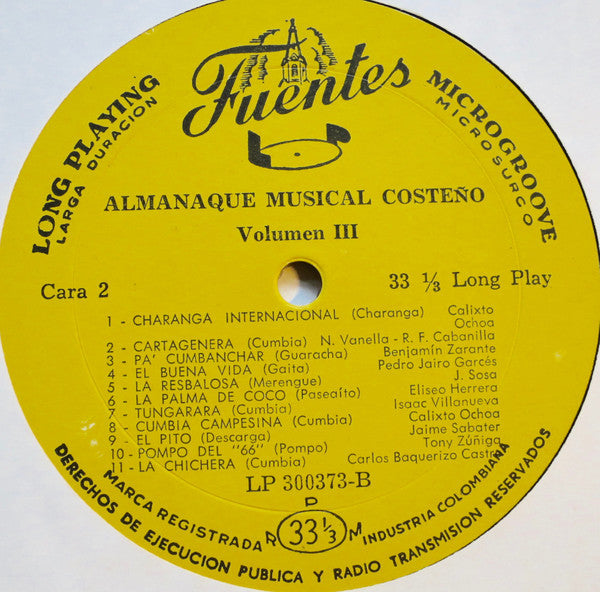 Fuentes
LONG PLAYING
LARGA DURACION
MICROGROOVE
MICROSURCO
ALMANAQUE MUSICAL COSTEÑO
Volumen III
Cara 2
33 ⅓ Long Play
1 - CHARANGA INTERNACIONAL (Charanga) Calixto Ochoa
2 - CARTAGENERA (Cumbia) N. Vanella - R. F. Cabanilla
3 - PA' CUMBANCHAR (Guaracha) Benjamín Zarante
4 - EL BUENA VIDA (Gaita) Pedro Jairo Garcés
5 - LA RESBALOSA (Merengue) J. Sosa
6 - LA PALMA DE COCO (Paseaíto) Eliseo Herrera
7 - TUNGARARA (Cumbia) Isaac Villanueva
8 - CUMBIA CAMPESINA (Cumbia) Calixto Ochoa
9 - EL PITO (Descarga) Jaime Sabater
10 - POMPO DEL "66" (Pompo) Tony Zúñiga
11 - LA CHICHERA (Cumbia) Carlos Baquerizo Castro
LP 300373-B
R P M
33 ⅓
MARCA REGISTRADA
INDUSTRIA COLOMBIANA
DERECHOS DE EJECUCION PUBLICA Y RADIO TRANSMISION RESERVADOS